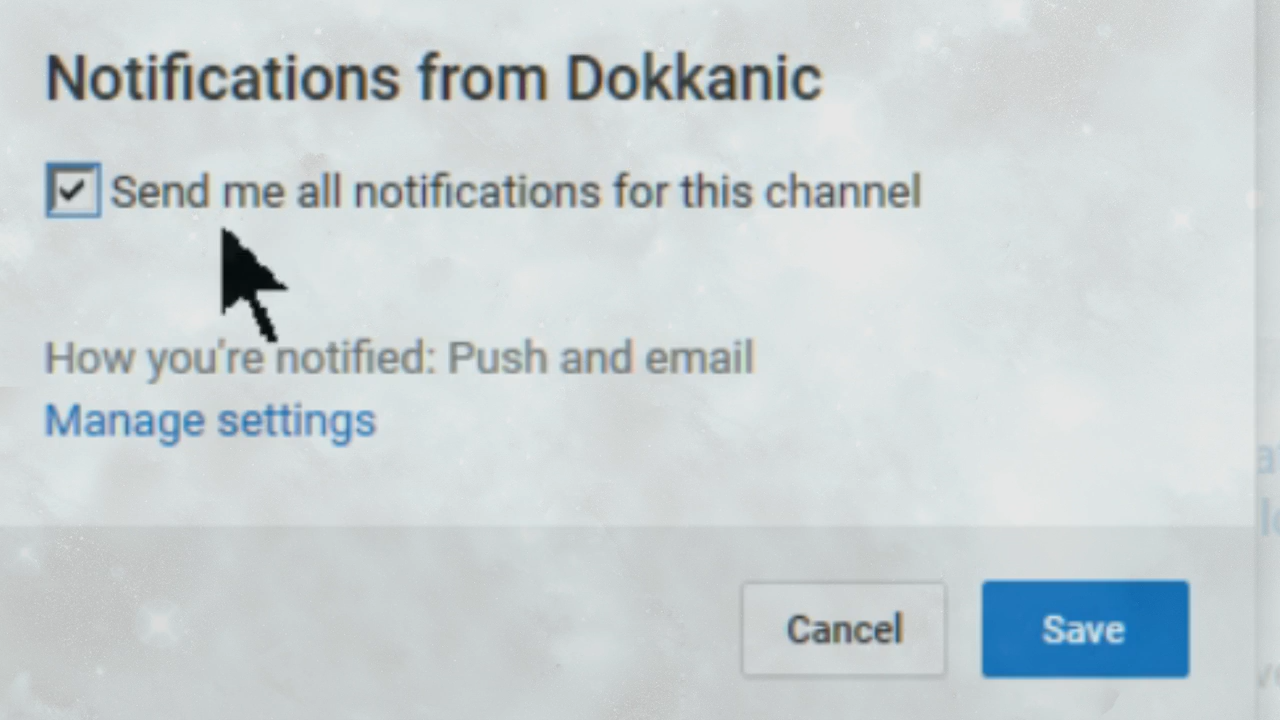 Notifications from Dokkanic
Send me all notifications for this channel
How you're notified: Push and email
Manage settings
Cancel
Save